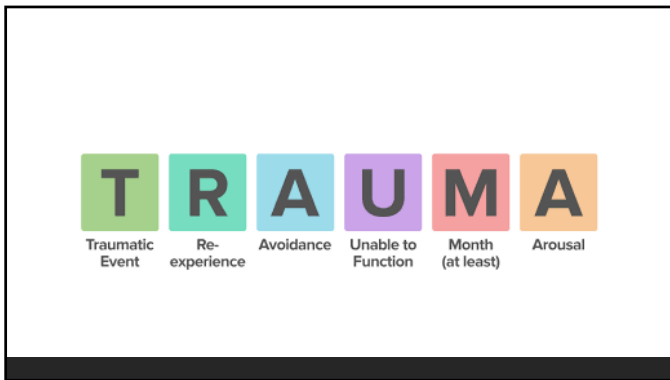 T R A U M A
Traumatic Event
Re-experience
Avoidance
Unable to Function
Month (at least)
Arousal